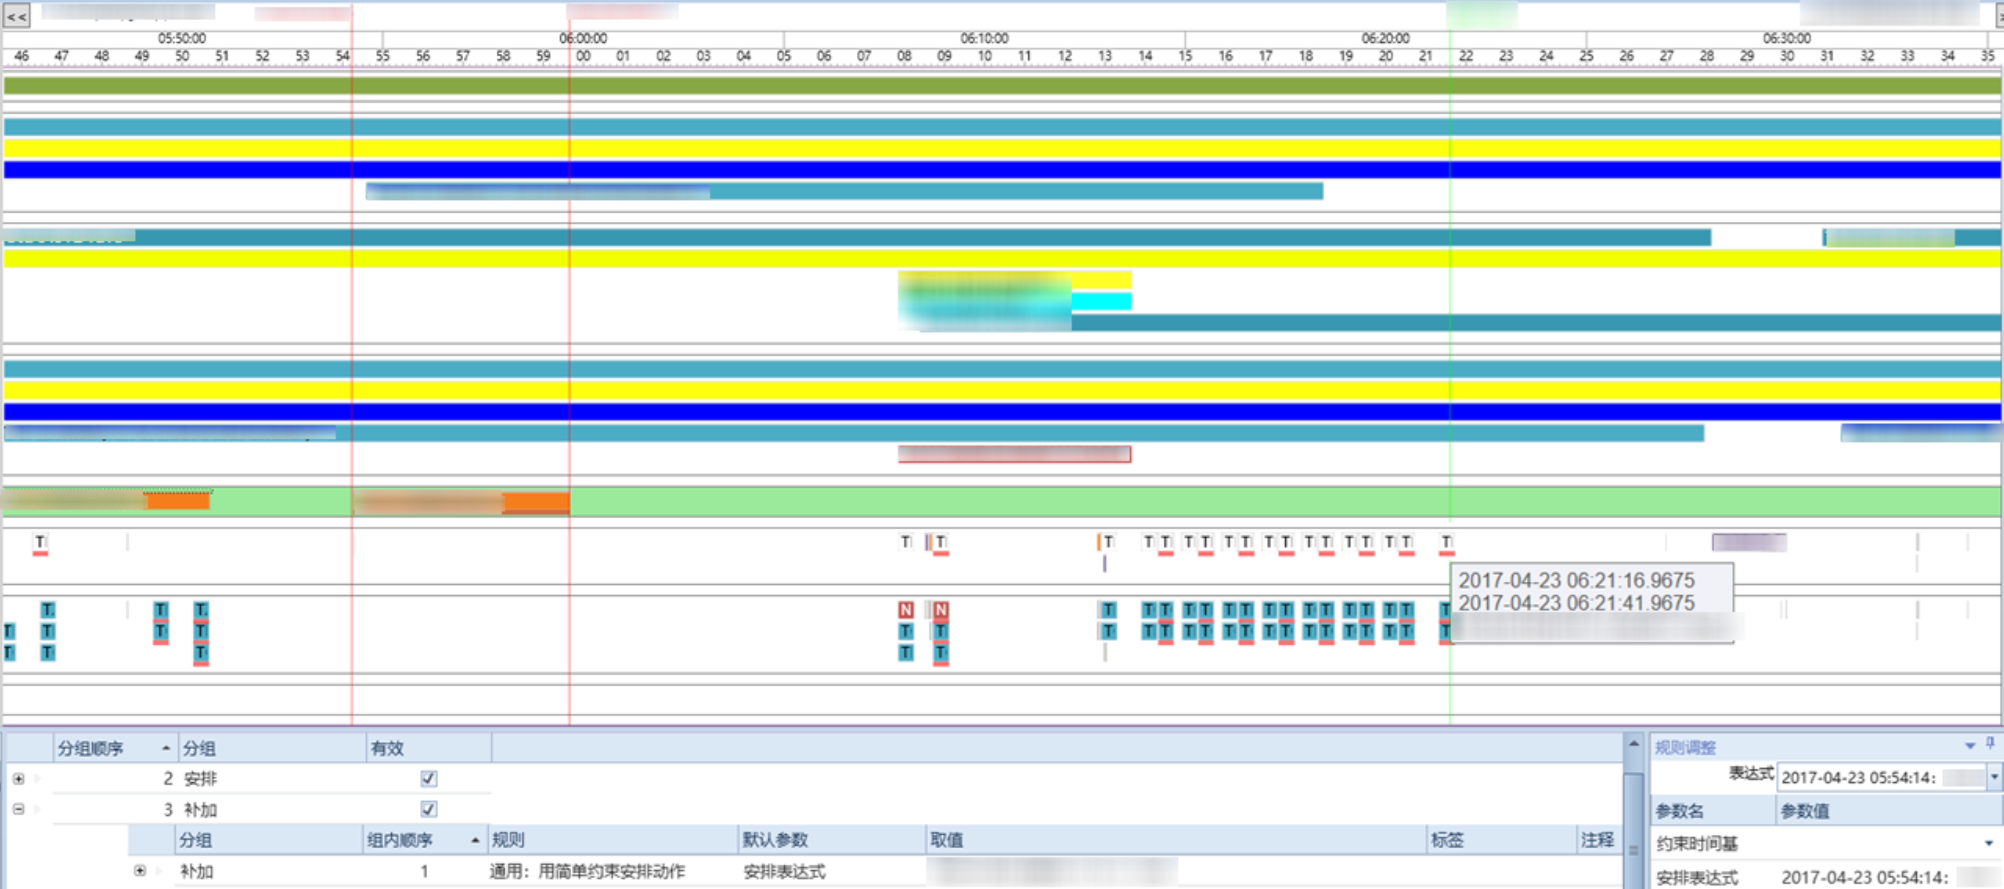 <<
05:50:00 06:00:00 06:10:00 06:20:00 06:30:00
46 47 48 49 50 51 52 53 54 55 56 57 58 59 00 01 02 03 04 05 06 07 08 09 10 11 12 13 14 15 16 17 18 19 20 21 22 23 24 25 26 27 28 29 30 31 32 33 34 35
T T T T T T T T T T T T T T T T T T T
2017-04-23 06:21:16.9675
2017-04-23 06:21:41.9675
T T T N N T T T T T T T T T T T T T T T T T
T T T T T T T T T T T T T T T T T T T T T T
T T T T T
分组顺序 分组 有效
2 安排
3 补加
分组 组内顺序 规则 默认参数 取值 标签 注释
补加 1 通用：用简单约束安排动作 安排表达式
规则调整
表达式 2017-04-23 05:54:14:
参数名 参数值
约束时间基
安排表达式 2017-04-23 05:54:14: